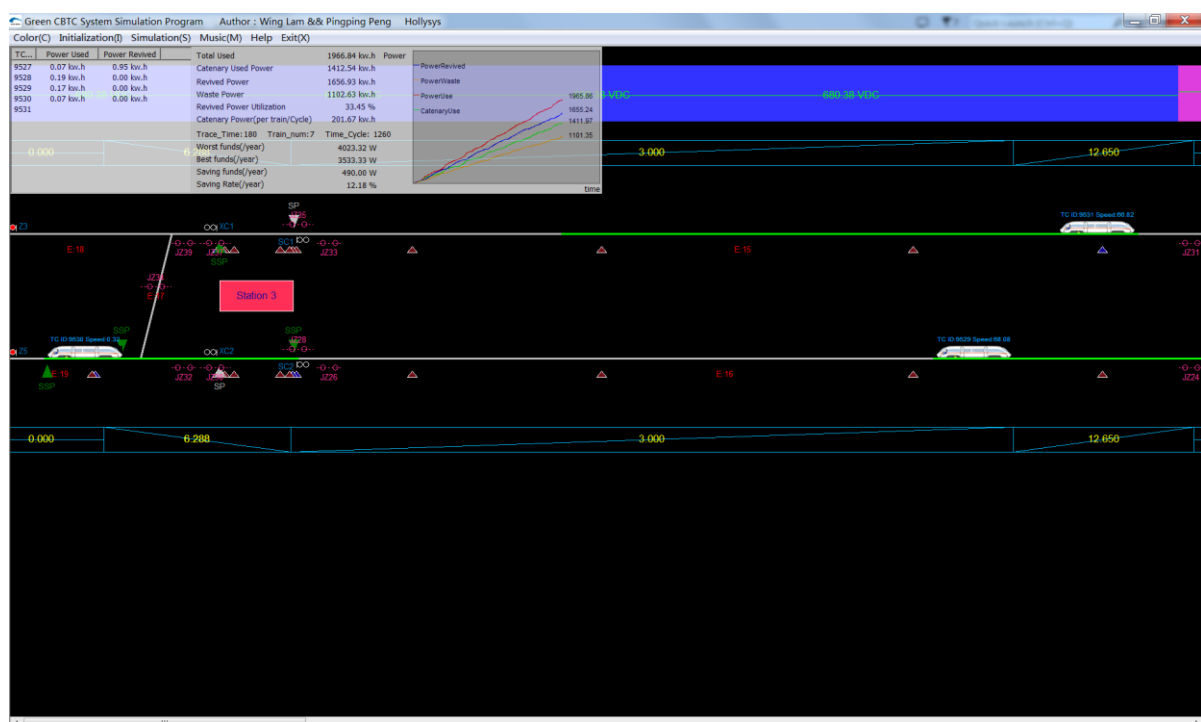 Green CBTC System Simulation Program Author : Wing Lam && Pingping Peng Hollysys
Color(C) Initialization(I) Simulation(S) Music(M) Help Exit(X)
TC... Power Used Power Revived
9527 0.07 kw.h 0.95 kw.h
9528 0.19 kw.h 0.00 kw.h
9529 0.17 kw.h 0.00 kw.h
9530 0.07 kw.h 0.00 kw.h
9531
Total Used 1966.84 kw.h Power
Catenary Used Power 1412.54 kw.h
Revived Power 1656.93 kw.h
Waste Power 1102.63 kw.h
Revived Power Utilization 33.45 %
Catenary Power(per train/Cycle) 201.67 kw.h
Trace_Time:180 Train_num:7 Time_Cycle: 1260
Worst funds(/year) 4023.32 W
Best funds(/year) 3533.33 W
Saving funds(/year) 490.00 W
Saving Rate(/year) 12.18 %
PowerRevived
PowerWaste
PowerUse
CatenaryUse
1965.86
1655.24
1411.97
1101.35
time
VDC
680.38 VDC
0.000 6.288 3.000 12.650
SP
Z3 XC1
TC ID:9531 Speed:66.82
E:18 JZ39 SSP SC1 JZ33 E:15 JZ31
Station 3
SSP SSP
TC ID:9530 Speed:0.32
JZ28
TC ID:9529 Speed:68.08
Z5 XC2
E:19 JZ32 SC2 JZ26 E:16 JZ24
SSP SP
0.000 6.288 3.000 12.650